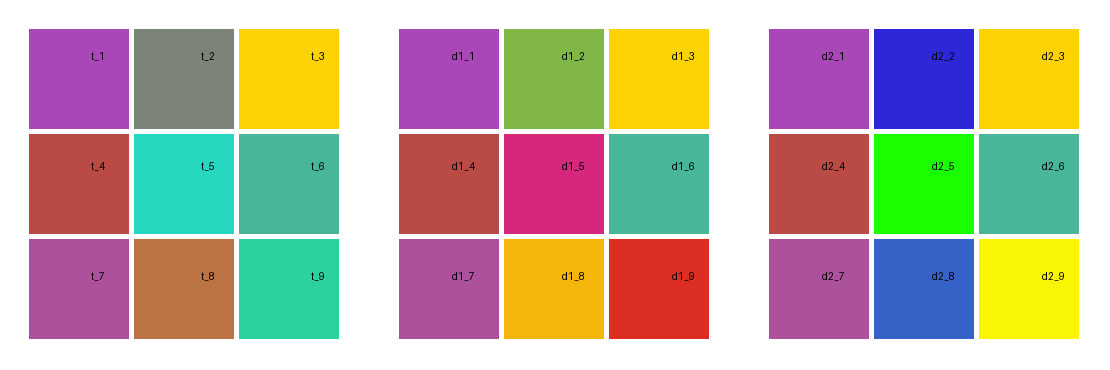 t_1 t_2 t_3 d1_1 d1_2 d1_3 d2_1 d2_2 d2_3
t_4 t_5 t_6 d1_4 d1_5 d1_6 d2_4 d2_5 d2_6
t_7 t_8 t_9 d1_7 d1_8 d1_9 d2_7 d2_8 d2_9